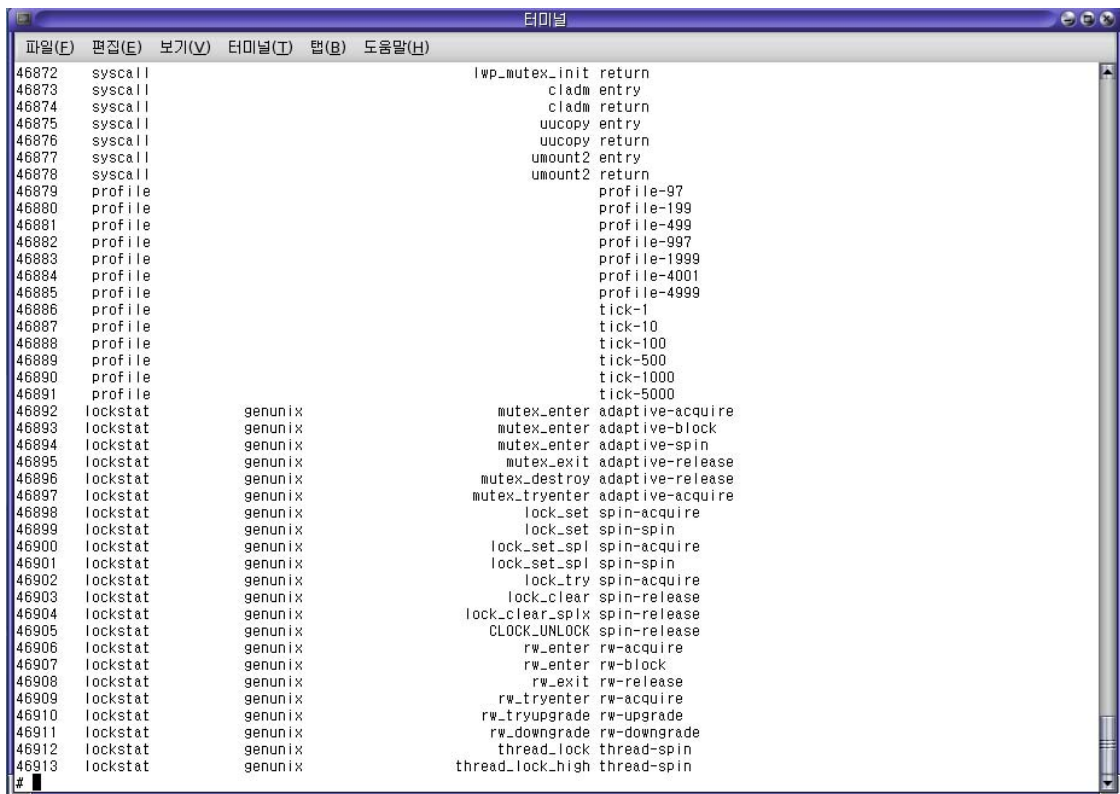 터미널
파일(F) 편집(E) 보기(V) 터미널(T) 탭(B) 도움말(H)
46872 syscall lwp_mutex_init return
46873 syscall cladm entry
46874 syscall cladm return
46875 syscall uucopy entry
46876 syscall uucopy return
46877 syscall umount2 entry
46878 syscall umount2 return
46879 profile profile-97
46880 profile profile-199
46881 profile profile-499
46882 profile profile-997
46883 profile profile-1999
46884 profile profile-4001
46885 profile profile-4999
46886 profile tick-1
46887 profile tick-10
46888 profile tick-100
46889 profile tick-500
46890 profile tick-1000
46891 profile tick-5000
46892 lockstat genunix mutex_enter adaptive-acquire
46893 lockstat genunix mutex_enter adaptive-block
46894 lockstat genunix mutex_enter adaptive-spin
46895 lockstat genunix mutex_exit adaptive-release
46896 lockstat genunix mutex_destroy adaptive-release
46897 lockstat genunix mutex_tryenter adaptive-acquire
46898 lockstat genunix lock_set spin-acquire
46899 lockstat genunix lock_set spin-spin
46900 lockstat genunix lock_set_spl spin-acquire
46901 lockstat genunix lock_set_spl spin-spin
46902 lockstat genunix lock_try spin-acquire
46903 lockstat genunix lock_clear spin-release
46904 lockstat genunix lock_clear_splx spin-release
46905 lockstat genunix CLOCK_UNLOCK spin-release
46906 lockstat genunix rw_enter rw-acquire
46907 lockstat genunix rw_enter rw-block
46908 lockstat genunix rw_exit rw-release
46909 lockstat genunix rw_tryenter rw-acquire
46910 lockstat genunix rw_tryupgrade rw-upgrade
46911 lockstat genunix rw_downgrade rw-downgrade
46912 lockstat genunix thread_lock thread-spin
46913 lockstat genunix thread_lock_high thread-spin
#